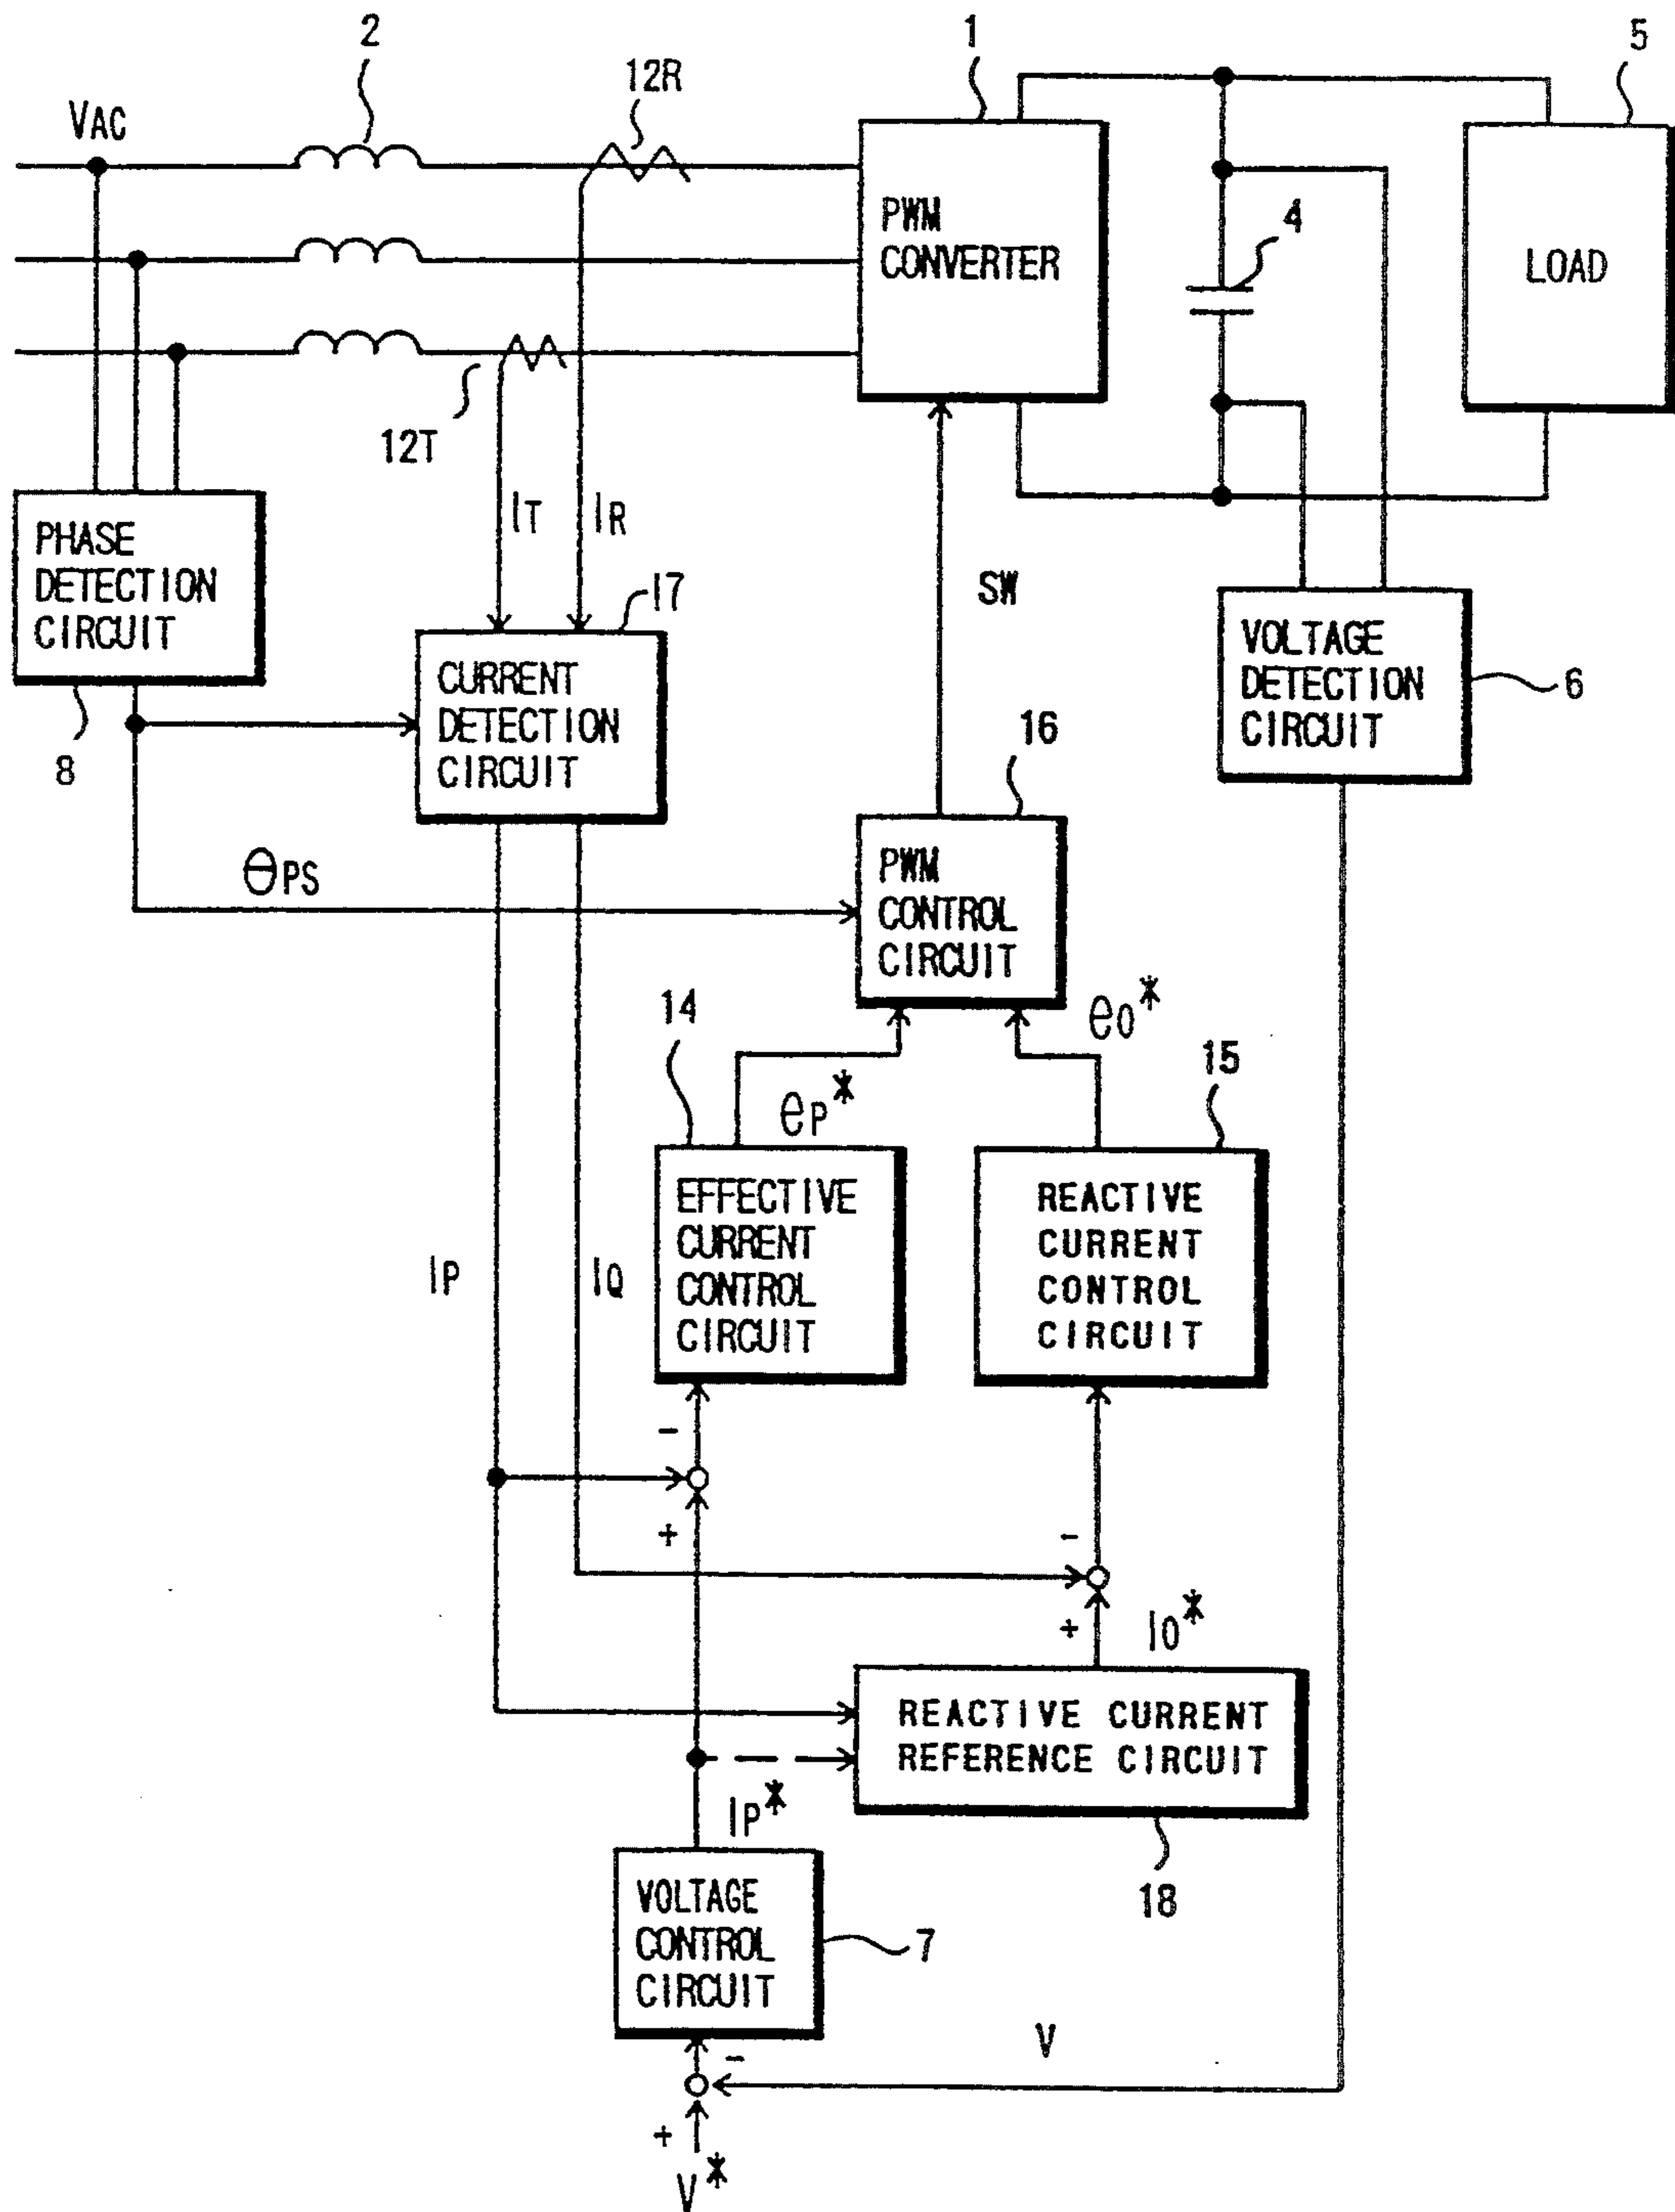 2
1
5
12R
VAC
PWM
CONVERTER
4
LOAD
12T
IT
IR
PHASE
DETECTION
CIRCUIT
17
SW
VOLTAGE
DETECTION
CIRCUIT
6
CURRENT
DETECTION
CIRCUIT
8
16
θPS
PWM
CONTROL
CIRCUIT
14
eQ*
eP*
15
EFFECTIVE
CURRENT
CONTROL
CIRCUIT
REACTIVE
CURRENT
CONTROL
CIRCUIT
IP
IQ
-
+
-
+
IQ*
REACTIVE CURRENT
REFERENCE CIRCUIT
IP*
18
VOLTAGE
CONTROL
CIRCUIT
7
V
-
+
V*